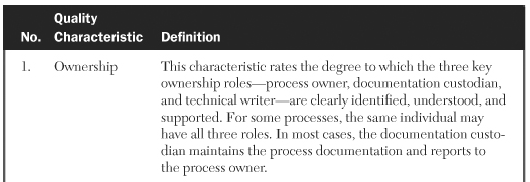 Quality
No. Characteristic Definition
1. Ownership This characteristic rates the degree to which the three key
ownership roles—process owner, documentation custodian,
and technical writer—are clearly identified, understood, and
supported. For some processes, the same individual may
have all three roles. In most cases, the documentation custo-
dian maintains the process documentation and reports to
the process owner.